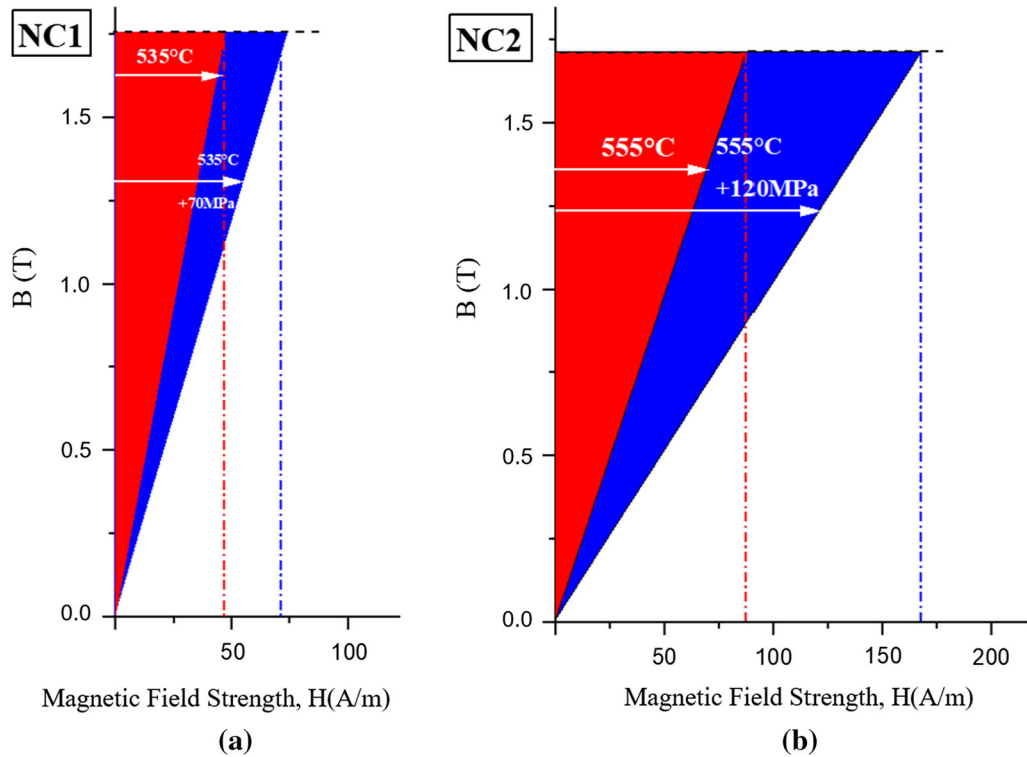 NC1
535°C
535°C
+70MPa
1.5
1.0
0.5
0.0
B (T)
50
100
Magnetic Field Strength, H(A/m)
(a)
NC2
555°C
555°C
+120MPa
1.5
1.0
0.5
0.0
B (T)
50
100
150
200
Magnetic Field Strength, H(A/m)
(b)